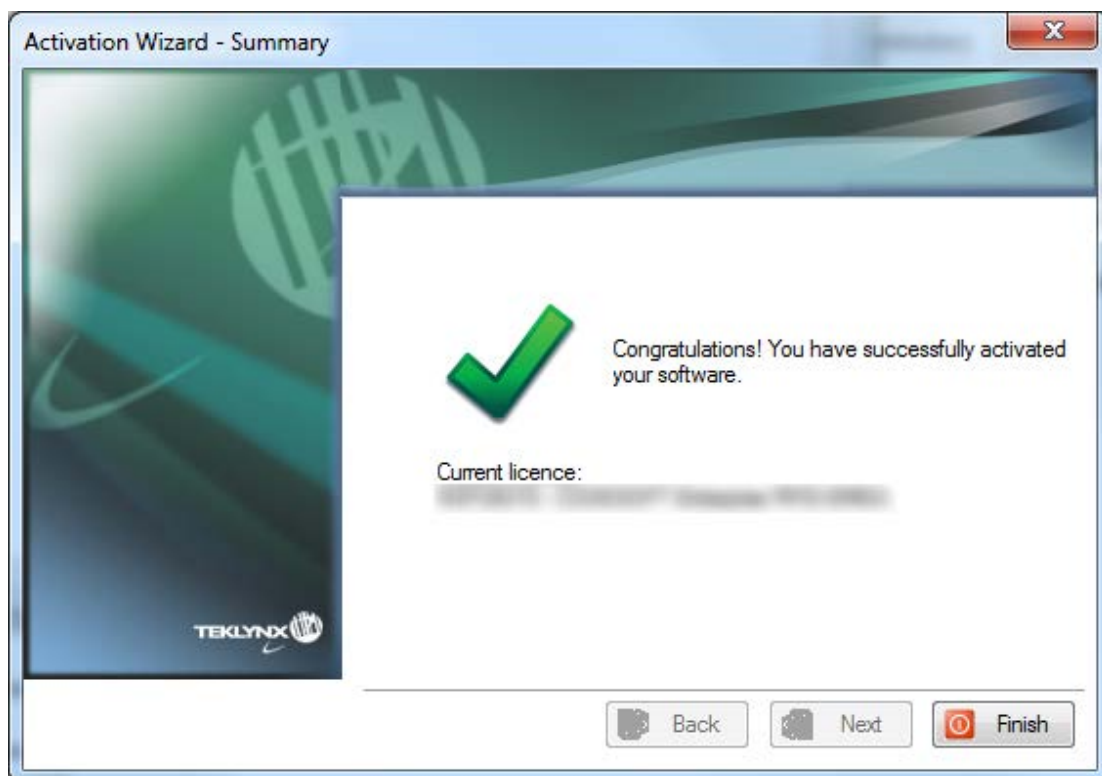 Activation Wizard - Summary
Congratulations! You have successfully activated
your software.
Current licence:
TEKLYNX
Back
Next
Finish